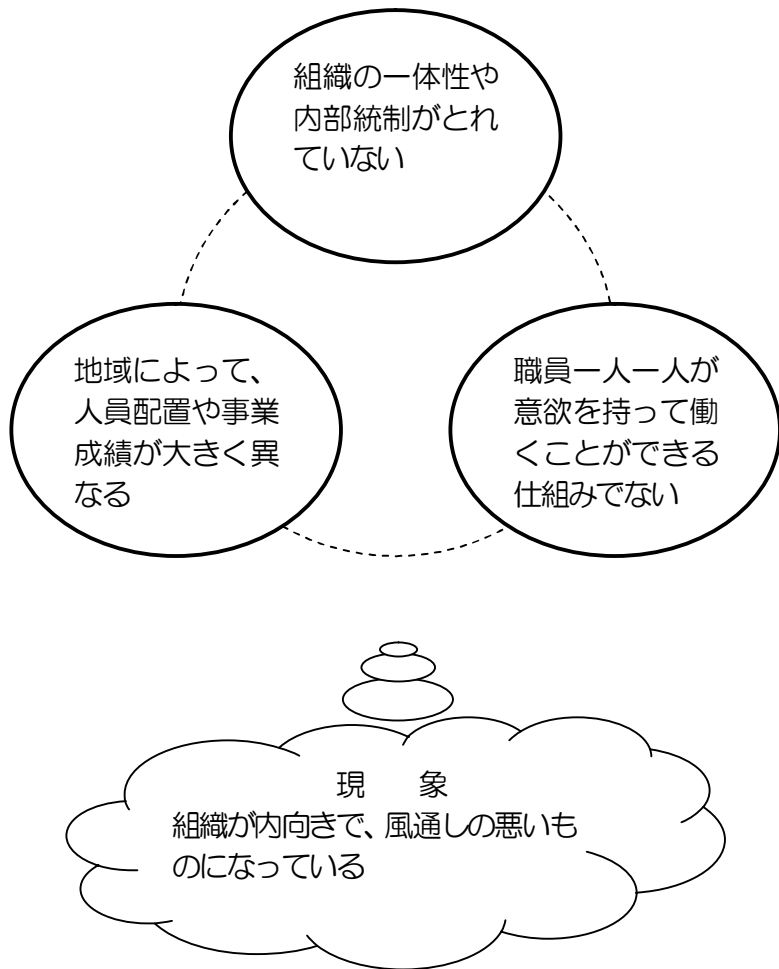 組織の一体性や
内部統制がとれ
ていない
地域によって、
人員配置や事業
成績が大きく異
なる
職員一人一人が
意欲を持って働
くことができる
仕組みでない
現　象
組織が内向きで、風通しの悪いも
のになっている